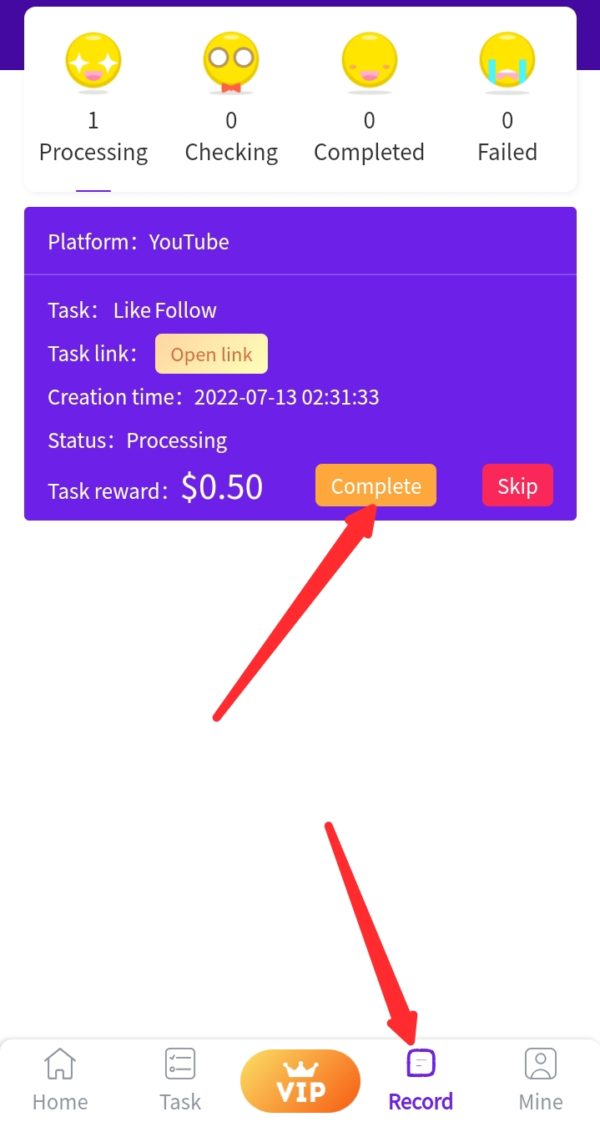 1 0 0 0
Processing Checking Completed Failed
Platform： YouTube
Task： Like Follow
Task link： Open link
Creation time： 2022-07-13 02:31:33
Status： Processing
Task reward： $0.50 Complete Skip
Home Task VIP Record Mine